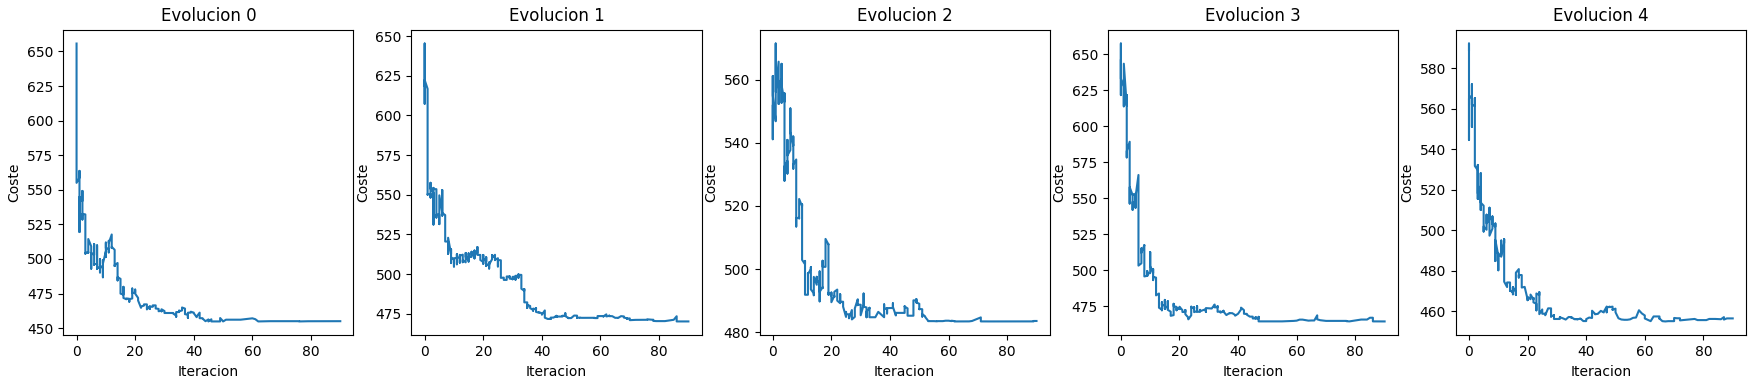 Evolucion 0
Coste
650
625
600
575
550
525
500
475
450
0 20 40 60 80
Iteracion
Evolucion 1
Coste
650
625
600
575
550
525
500
475
0 20 40 60 80
Iteracion
Evolucion 2
Coste
560
540
520
500
480
0 20 40 60 80
Iteracion
Evolucion 3
Coste
650
625
600
575
550
525
500
475
0 20 40 60 80
Iteracion
Evolucion 4
Coste
580
560
540
520
500
480
460
0 20 40 60 80
Iteracion